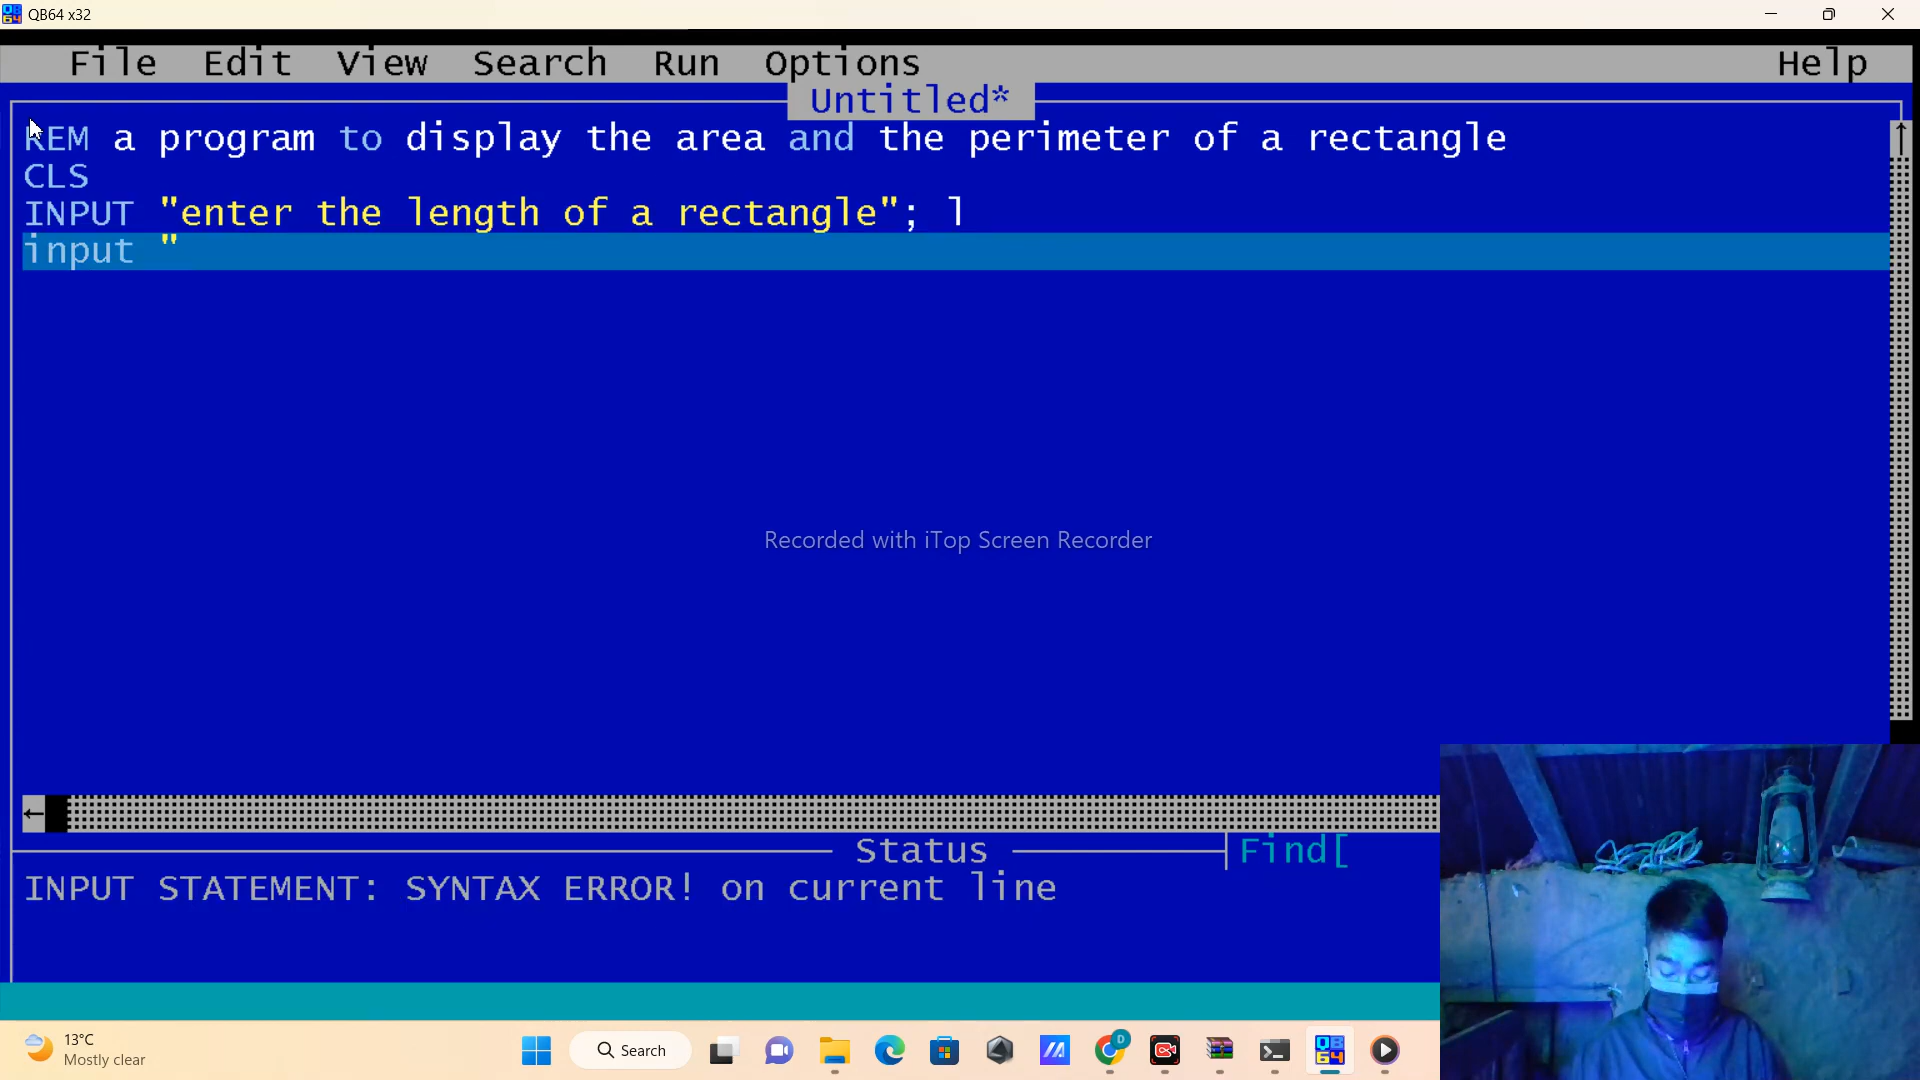 QB64 x32
File Edit View Search Run Options Help
Untitled*
REM a program to display the area and the perimeter of a rectangle
CLS
INPUT "enter the length of a rectangle"; l
input "
Recorded with iTop Screen Recorder
Status
Find[
INPUT STATEMENT: SYNTAX ERROR! on current line
13°C
Mostly clear
Search
D
QB
64